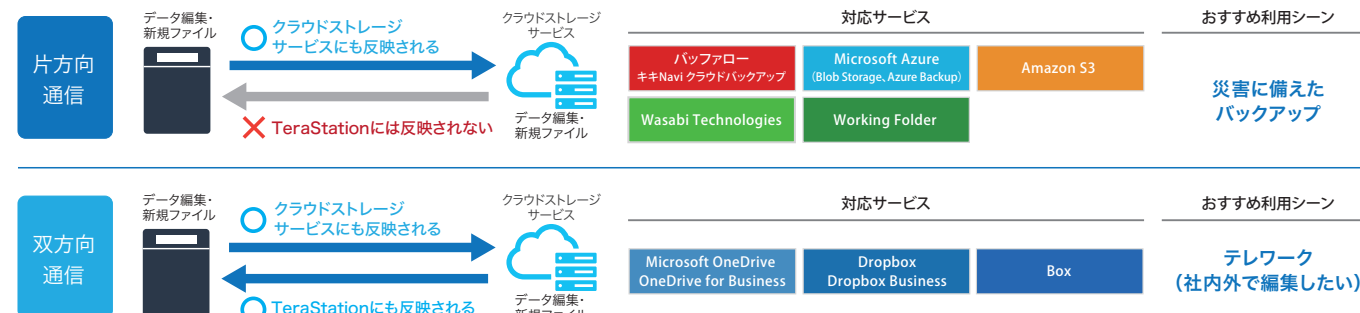 片方向
通信
データ編集・
新規ファイル
クラウドストレージ
サービスにも反映される
TeraStationには反映されない
クラウドストレージ
サービス
データ編集・
新規ファイル
対応サービス
バッファロー
キキNavi クラウドバックアップ
Microsoft Azure
(Blob Storage、Azure Backup)
Amazon S3
Wasabi Technologies
Working Folder
おすすめ利用シーン
災害に備えた
バックアップ
双方向
通信
データ編集・
新規ファイル
クラウドストレージ
サービスにも反映される
TeraStationにも反映される
クラウドストレージ
サービス
データ編集・
新規ファイル
対応サービス
Microsoft OneDrive
OneDrive for Business
Dropbox
Dropbox Business
Box
おすすめ利用シーン
テレワーク
(社内外で編集したい)